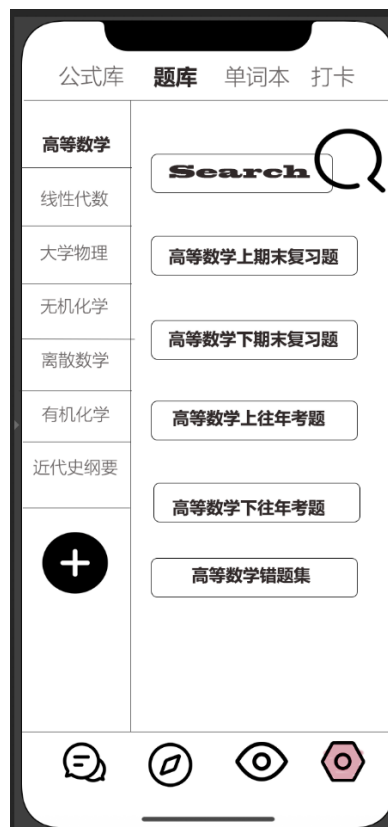 公式库 题库 单词本 打卡
高等数学
线性代数
大学物理
无机化学
离散数学
有机化学
近代史纲要
Search
高等数学上期末复习题
高等数学下期末复习题
高等数学上往年考题
高等数学下往年考题
高等数学错题集